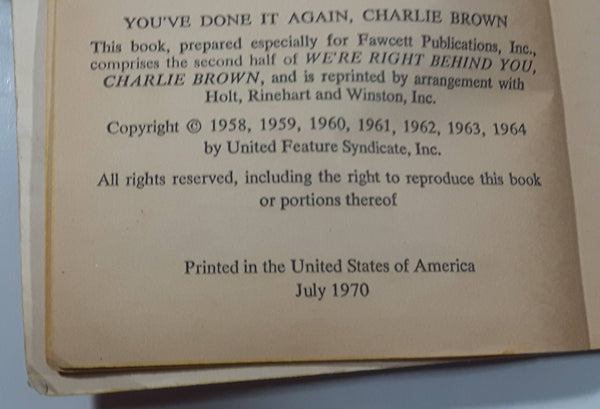 YOU'VE DONE IT AGAIN, CHARLIE BROWN
This book, prepared especially for Fawcett Publications, Inc.,
comprises the second half of WE'RE RIGHT BEHIND YOU,
CHARLIE BROWN, and is reprinted by arrangement with
Holt, Rinehart and Winston, Inc.
Copyright © 1958, 1959, 1960, 1961, 1962, 1963, 1964
by United Feature Syndicate, Inc.
All rights reserved, including the right to reproduce this book
or portions thereof
Printed in the United States of America
July 1970